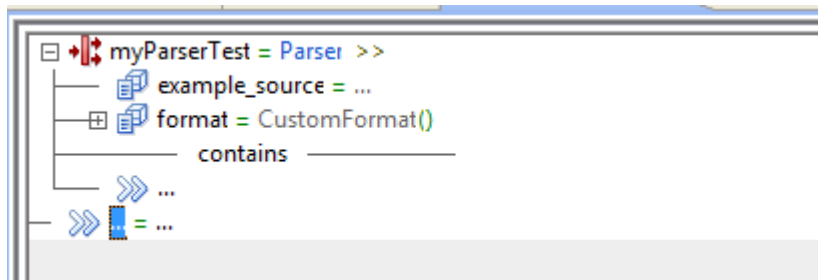 myParserTest = Parser >>
example_source = ...
format = CustomFormat()
contains
...
... = ...